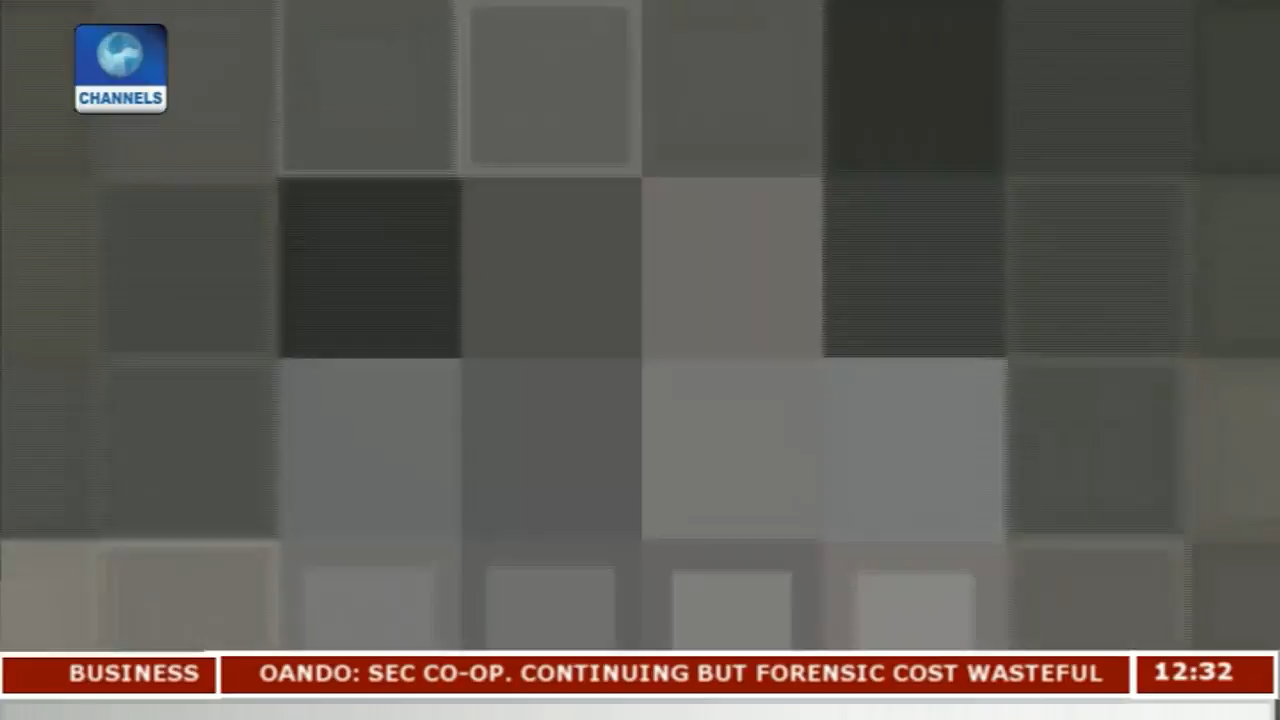 CHANNELS
BUSINESS
OANDO: SEC CO-OP. CONTINUING BUT FORENSIC COST WASTEFUL
12:32